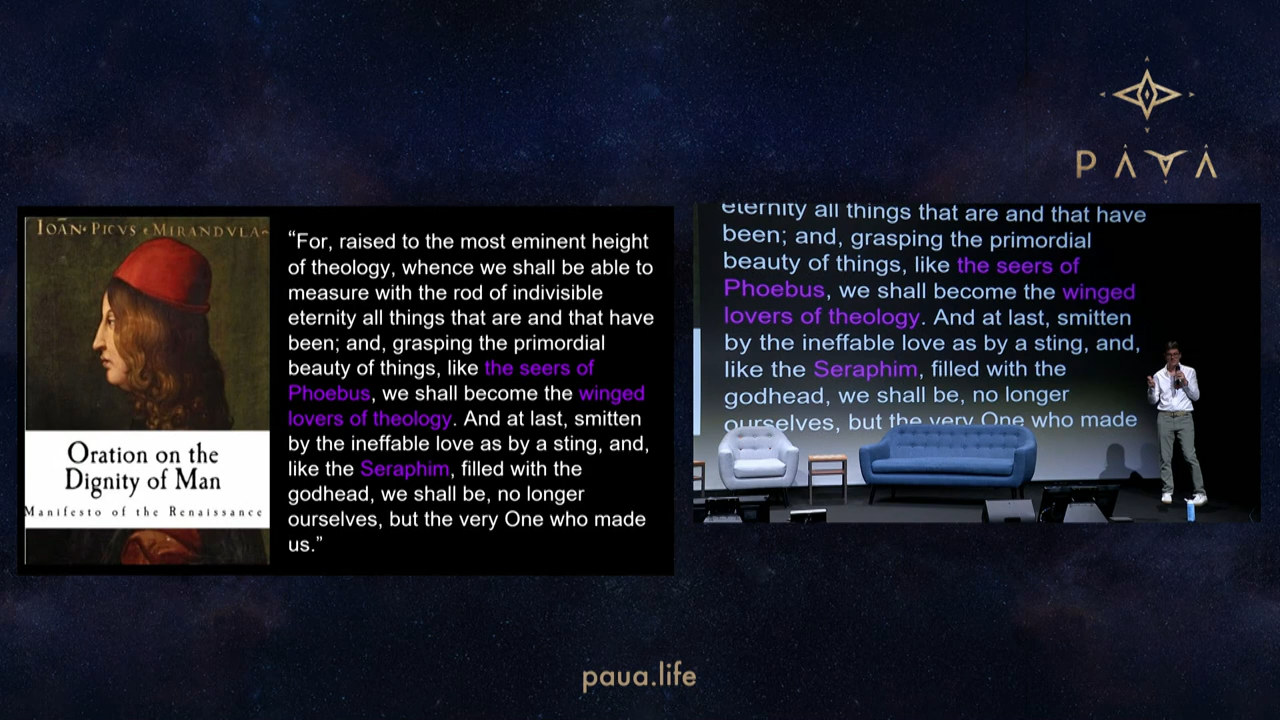 IOAN·PICVS·MIRANDVLA
Oration on the
Dignity of Man
Manifesto of the Renaissance
“For, raised to the most eminent height
of theology, whence we shall be able to
measure with the rod of indivisible
eternity all things that are and that have
been; and, grasping the primordial
beauty of things, like the seers of
Phoebus, we shall become the winged
lovers of theology. And at last, smitten
by the ineffable love as by a sting, and,
like the Seraphim, filled with the
godhead, we shall be, no longer
ourselves, but the very One who made
us.”
eternity all things that are and that have
been; and, grasping the primordial
beauty of things, like the seers of
Phoebus, we shall become the winged
lovers of theology. And at last, smitten
by the ineffable love as by a sting, and,
like the Seraphim, filled with the
godhead, we shall be, no longer
ourselves, but the very One who made
PAVA
paua.life